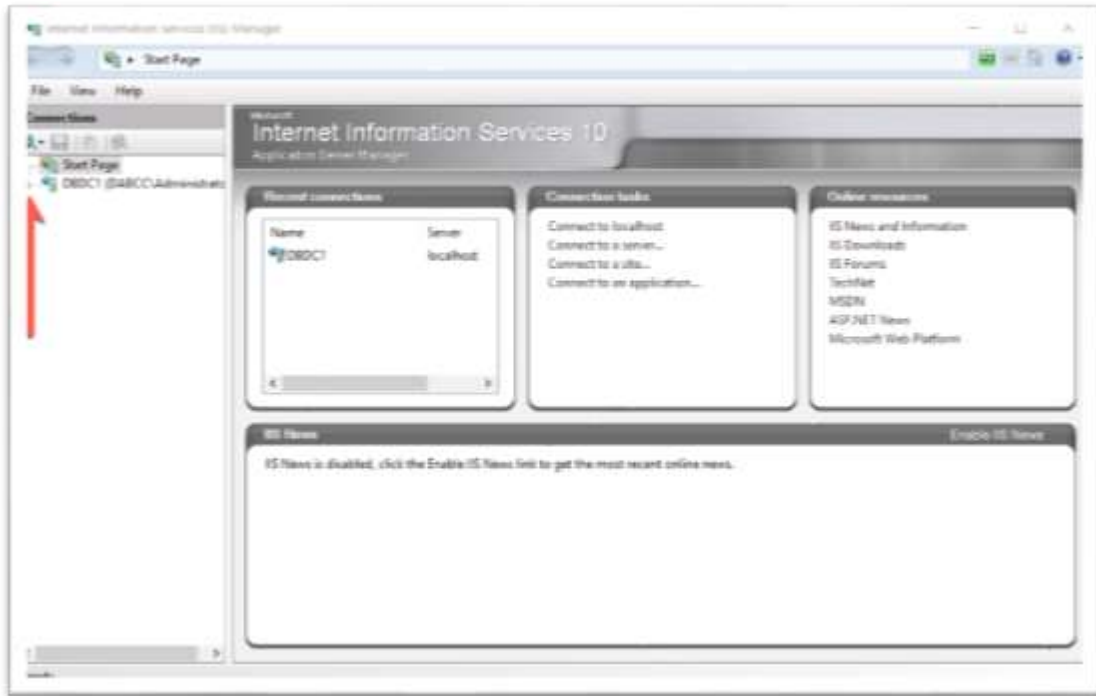 Internet Information Services (IIS) Manager
Start Page
File View Help
Connections
Start Page
DBDC1 (DABCC\Administrato
Microsoft
Internet Information Services 10
Application Server Manager
Recent connections
Name Server
DBDC1 localhost
Connection tasks
Connect to localhost
Connect to a server...
Connect to a site...
Connect to an application...
Online resources
IIS News and Information
IIS Downloads
IIS Forums
TechNet
MSDN
ASP.NET News
Microsoft Web Platform
IIS News
Enable IIS News
IIS News is disabled, click the Enable IIS News link to get the most recent online news.